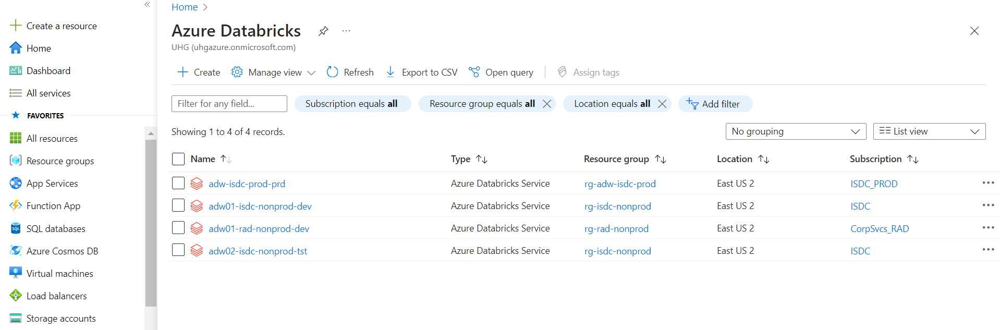 «
Create a resource
Home
Dashboard
All services
FAVORITES
All resources
Resource groups
App Services
Function App
SQL databases
Azure Cosmos DB
Virtual machines
Load balancers
Storage accounts
Home >
Azure Databricks ...
UHG (uhgazure.onmicrosoft.com)
Create Manage view Refresh Export to CSV Open query Assign tags
Filter for any field... Subscription equals all Resource group equals all Location equals all Add filter
Showing 1 to 4 of 4 records. No grouping List view
Name Type Resource group Location Subscription
adw-isdc-prod-prd Azure Databricks Service rg-adw-isdc-prod East US 2 ISDC_PROD ...
adw01-isdc-nonprod-dev Azure Databricks Service rg-isdc-nonprod East US 2 ISDC ...
adw01-rad-nonprod-dev Azure Databricks Service rg-rad-nonprod East US 2 CorpSvcs_RAD ...
adw02-isdc-nonprod-tst Azure Databricks Service rg-isdc-nonprod East US 2 ISDC ...